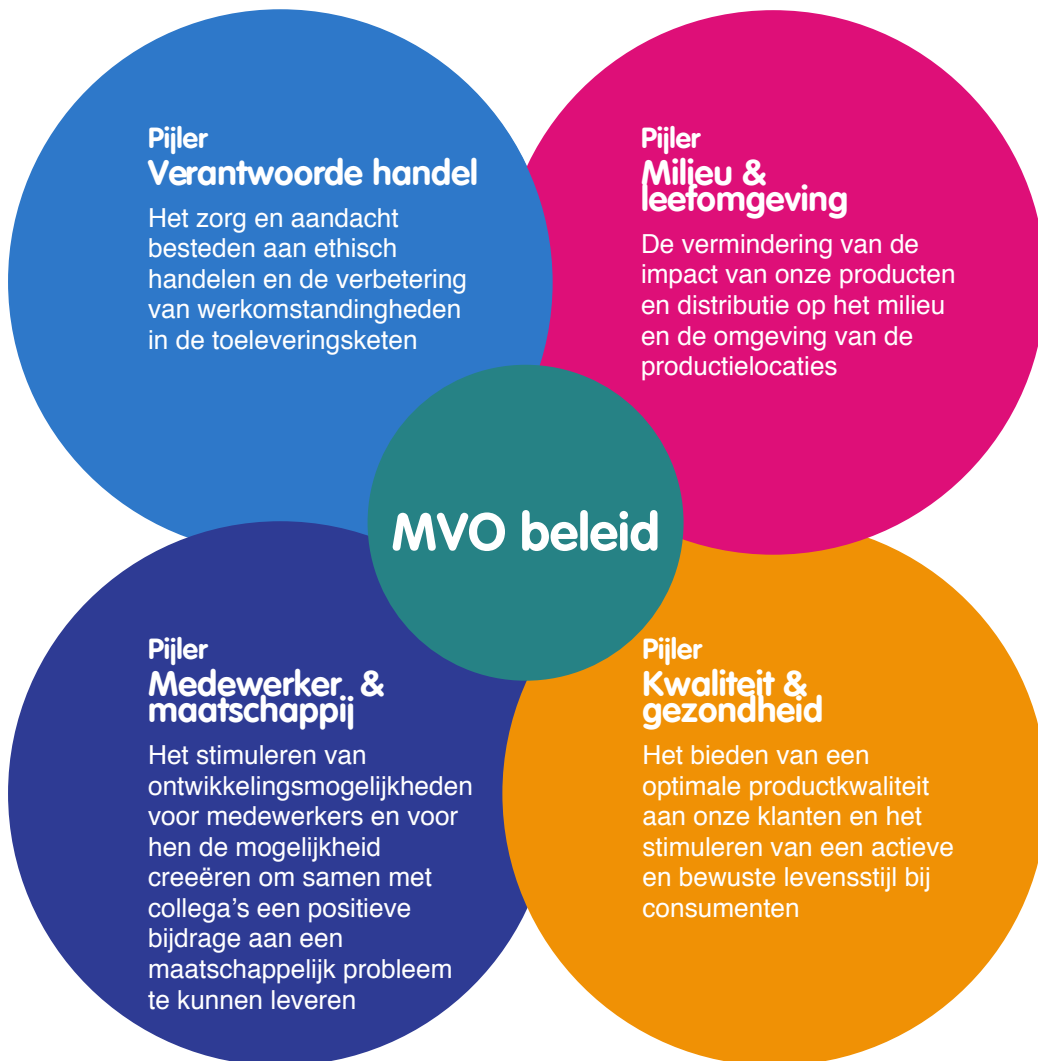 Pijler
Verantwoorde handel
Het zorg en aandacht
besteden aan ethisch
handelen en de verbetering
van werkomstandingheden
in de toeleveringsketen
Pijler
Milieu &
leefomgeving
De vermindering van de
impact van onze producten
en distributie op het milieu
en de omgeving van de
productielocaties
MVO beleid
Pijler
Medewerker &
maatschappij
Het stimuleren van
ontwikkelingsmogelijkheden
voor medewerkers en voor
hen de mogelijkheid
creeëren om samen met
collega's een positieve
bijdrage aan een
maatschappelijk probleem
te kunnen leveren
Pijler
Kwaliteit &
gezondheid
Het bieden van een
optimale productkwaliteit
aan onze klanten en het
stimuleren van een actieve
en bewuste levensstijl bij
consumenten